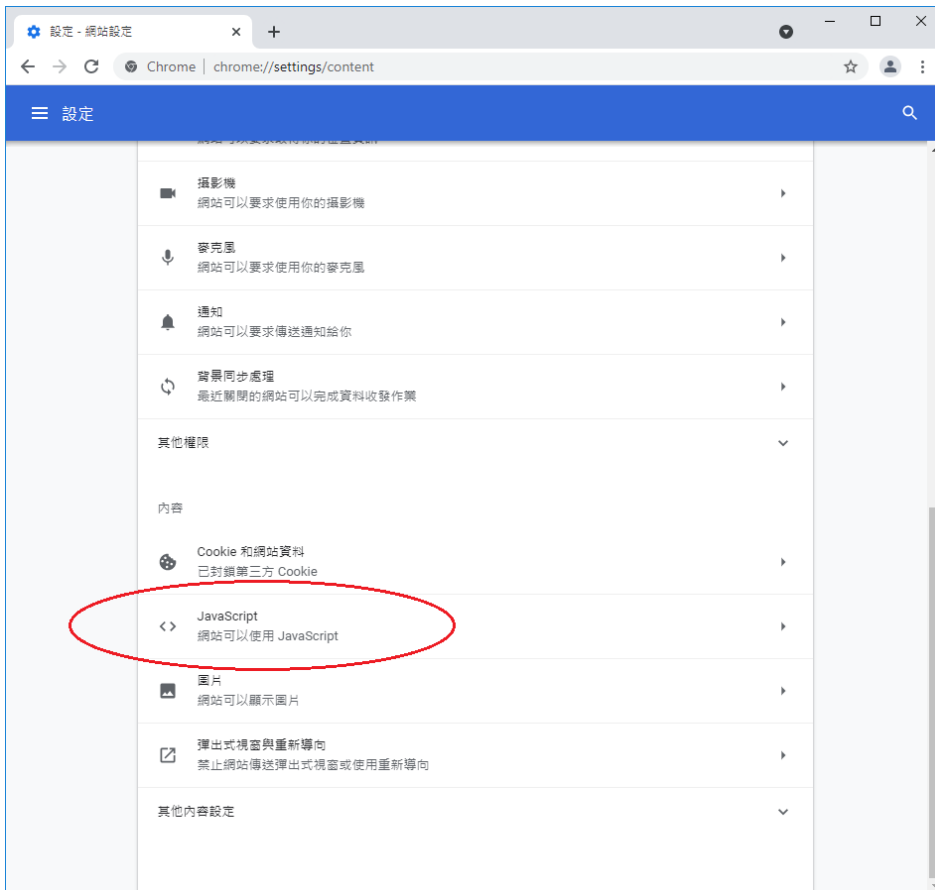 設定 - 網站設定
Chrome | chrome://settings/content
設定
攝影機
網站可以要求使用你的攝影機
麥克風
網站可以要求使用你的麥克風
通知
網站可以要求傳送通知給你
背景同步處理
最近關閉的網站可以完成資料收發作業
其他權限
內容
Cookie 和網站資料
已封鎖第三方 Cookie
JavaScript
網站可以使用 JavaScript
圖片
網站可以顯示圖片
彈出式視窗與重新導向
禁止網站傳送彈出式視窗或使用重新導向
其他內容設定